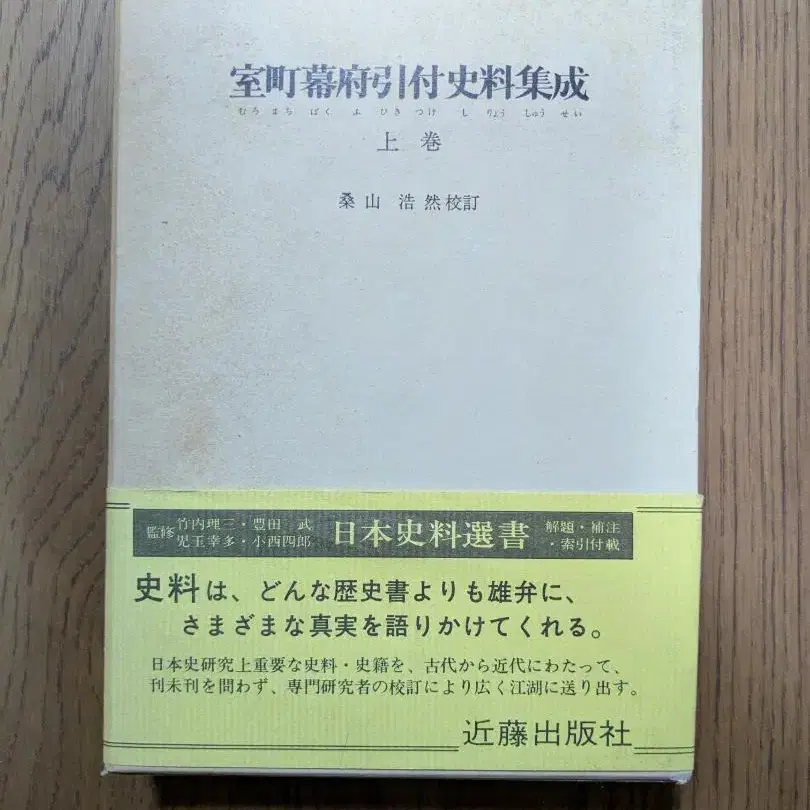 室町幕府引付史料集成
むろまちばくふひきつけしりょうしゅうせい
上巻
桑山浩然校訂
監修 竹内理三・豊田武
児玉幸多・小西四郎
日本史料選書
解題・補注
・索引付載
史料は、どんな歴史書よりも雄弁に、
さまざまな真実を語りかけてくれる。
日本史研究上重要な史料・史籍を、古代から近代にわたって、
刊未刊を問わず、専門研究者の校訂により広く江湖に送り出す。
近藤出版社